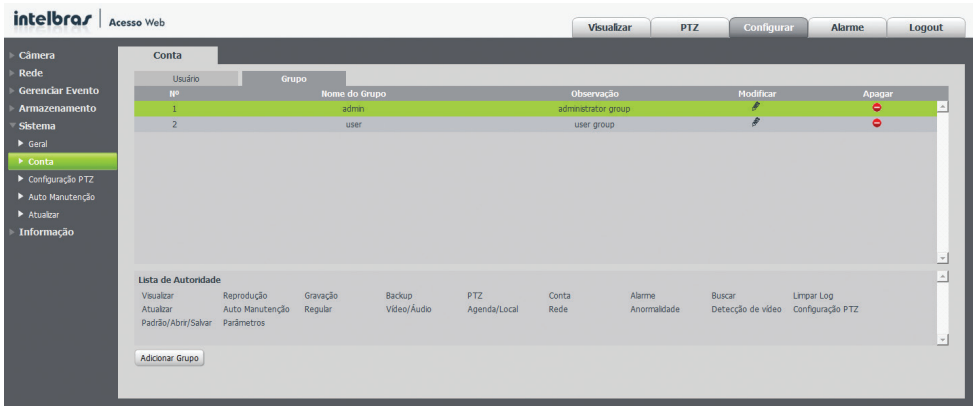 intelbras Acesso Web
Visualizar PTZ Configurar Alarme Logout
Câmera
Rede
Gerenciar Evento
Armazenamento
Sistema
Geral
Conta
Configuração PTZ
Auto Manutenção
Atualizar
Informação
Conta
Usuário Grupo
Nº Nome do Grupo Observação Modificar Apagar
1 admin administrator group
2 user user group
Lista de Autoridade
Visualizar Reprodução Gravação Backup PTZ Conta Alarme Buscar Limpar Log
Atualizar Auto Manutenção Regular Vídeo/Áudio Agenda/Local Rede Anormalidade Detecção de vídeo Configuração PTZ
Padrão/Abrir/Salvar Parâmetros
Adicionar Grupo